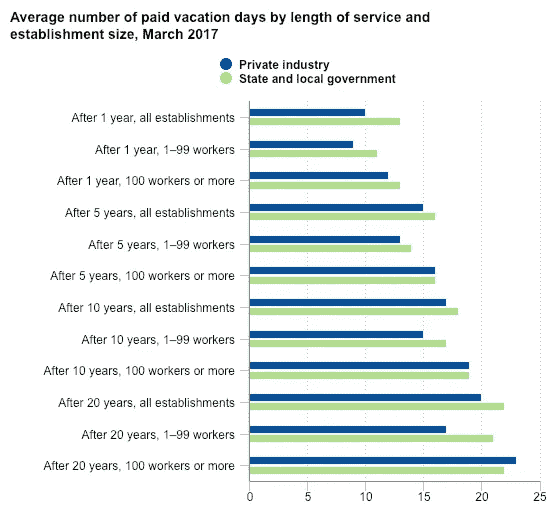 Average number of paid vacation days by length of service and
establishment size, March 2017
Private industry
State and local government
After 1 year, all establishments
After 1 year, 1–99 workers
After 1 year, 100 workers or more
After 5 years, all establishments
After 5 years, 1–99 workers
After 5 years, 100 workers or more
After 10 years, all establishments
After 10 years, 1–99 workers
After 10 years, 100 workers or more
After 20 years, all establishments
After 20 years, 1–99 workers
After 20 years, 100 workers or more
0 5 10 15 20 25